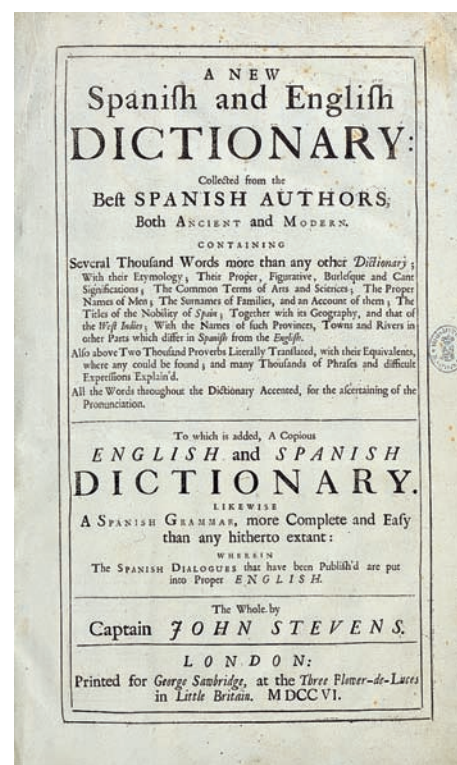 A NEW
Spaniſh and Engliſh
DICTIONARY:
Collected from the
Beſt SPANISH AUTHORS,
Both ANCIENT and MODERN.
CONTAINING
Several Thouſand Words more than any other Dictionary;
With their Etymology; Their Proper, Figurative, Burleſque and Cant
Significations; The Common Terms of Arts and Sciences; The Proper
Names of Men; The Surnames of Families, and an Account of them; The
Titles of the Nobility of Spain; Together with its Geography, and that of
the Weſt Indies; With the Names of ſuch Provinces, Towns and Rivers in
other Parts which differ in Spaniſh from the Engliſh.
Alſo above Two Thouſand Proverbs Literally Tranſlated, with their Equivalents,
where any could be found; and many Thouſands of Phraſes and difficult
Expreſſions Explain'd.
All the Words throughout the Dictionary Accented, for the aſcertaining of the
Pronunciation.
To which is added, A Copious
ENGLISH and SPANISH
DICTIONARY.
LIKEWISE
A SPANISH GRAMMAR, more Complete and Eaſy
than any hitherto extant:
WHEREIN
The SPANISH DIALOGUES that have been Publiſh'd are put
into Proper ENGLISH.
The Whole by
Captain JOHN STEVENS.
LONDON:
Printed for George Sawbridge, at the Three Flower-de-Luces
in Little Britain. MDCCVI.